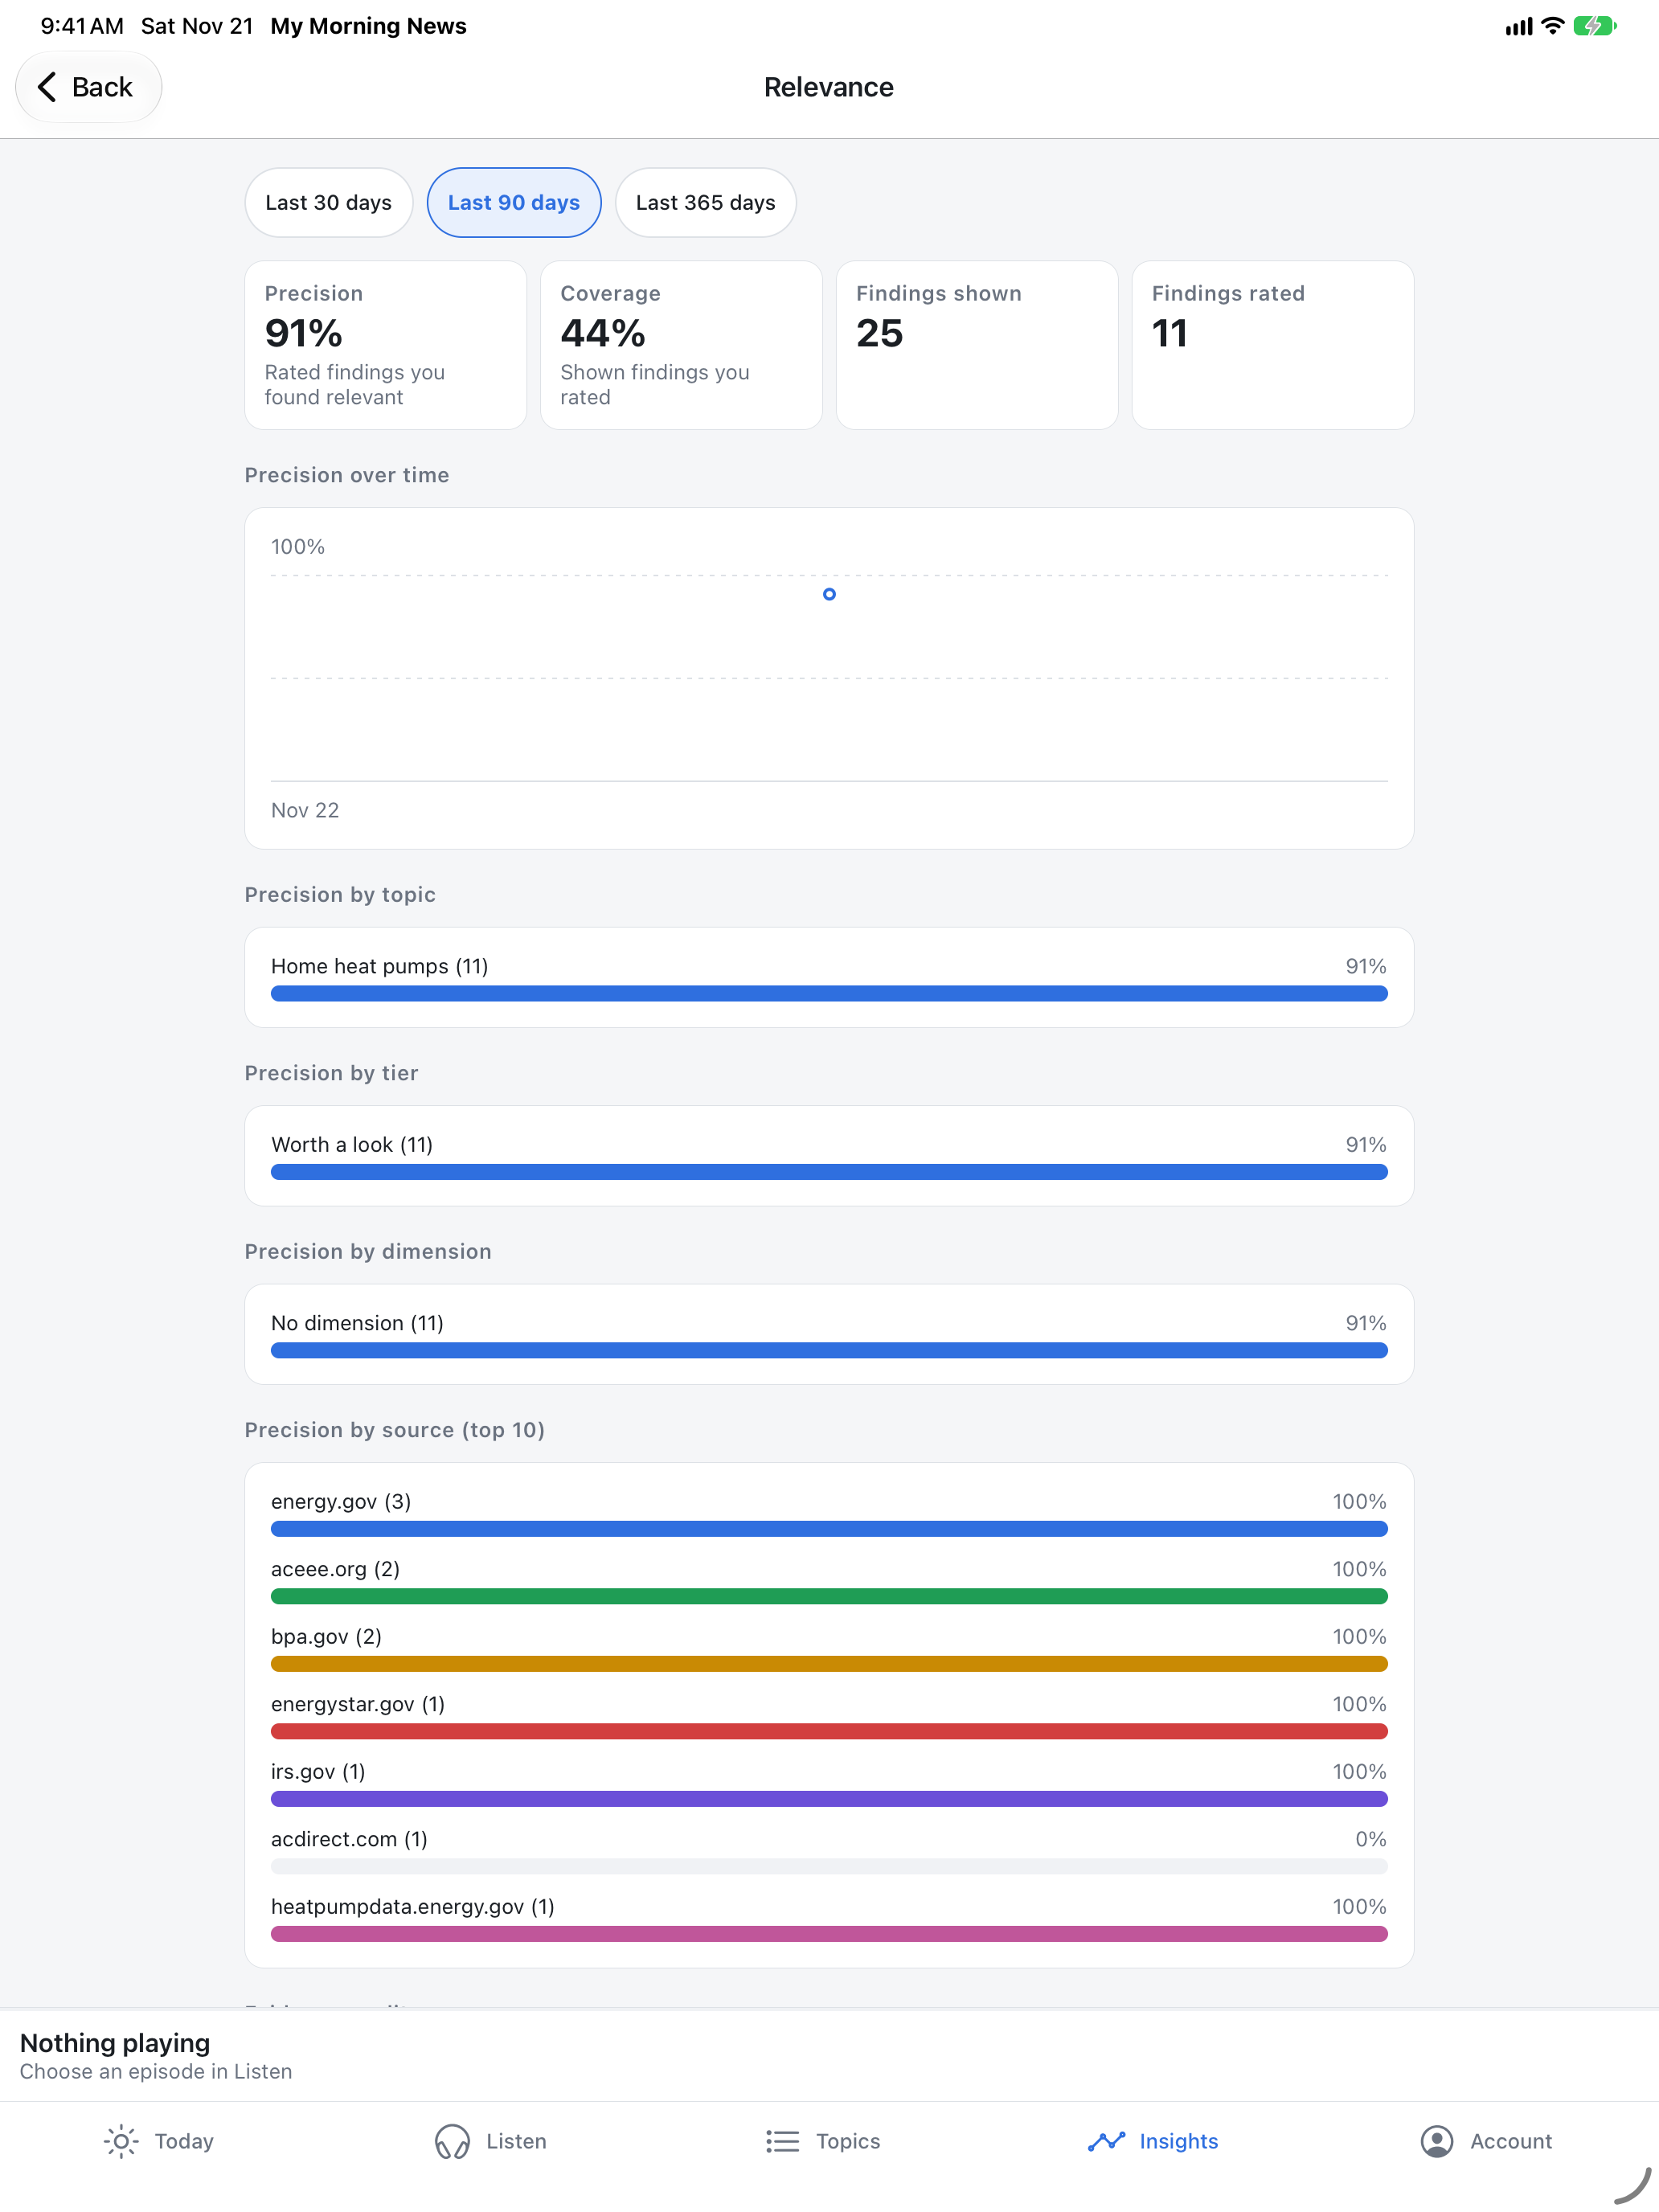 9:41 AM Sat Nov 21 My Morning News
Back
Relevance
Last 30 days
Last 90 days
Last 365 days
Precision
91%
Rated findings you
found relevant
Coverage
44%
Shown findings you
rated
Findings shown
25
Findings rated
11
Precision over time
100%
Nov 22
Precision by topic
Home heat pumps (11) 91%
Precision by tier
Worth a look (11) 91%
Precision by dimension
No dimension (11) 91%
Precision by source (top 10)
energy.gov (3) 100%
aceee.org (2) 100%
bpa.gov (2) 100%
energystar.gov (1) 100%
irs.gov (1) 100%
acdirect.com (1) 0%
heatpumpdata.energy.gov (1) 100%
Nothing playing
Choose an episode in Listen
Today
Listen
Topics
Insights
Account